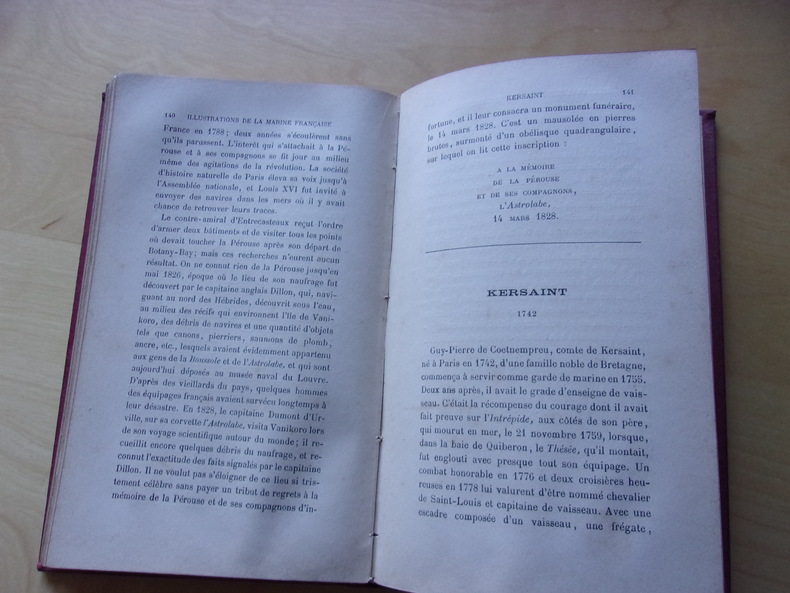 140 ILLUSTRATIONS DE LA MARINE FRANÇAISE
France en 1788; deux années s'écoulèrent sans
qu'ils parussent. L'intérêt qui s'attachait à la Pé-
rouse et à ses compagnons se fit jour au milieu
même des agitations de la révolution. La société
d'histoire naturelle de Paris éleva sa voix jusqu'à
l'Assemblée nationale, et Louis XVI fut invité à
envoyer des navires dans les mers où il y avait
chance de retrouver leurs traces.
Le contre-amiral d'Entrecasteaux reçut l'ordre
d'armer deux bâtiments et de visiter tous les points
où devait toucher la Pérouse après son départ de
Botany-Bay; mais ces recherches n'eurent aucun
résultat. On ne connut rien de la Pérouse jusqu'en
mai 1826, époque où le lieu de son naufrage fut
découvert par le capitaine anglais Dillon, qui, navi-
guant au nord des Hébrides, découvrit sous l'eau,
au milieu des récifs qui environnent l'île de Vani-
koro, des débris de navires et une quantité d'objets
tels que canons, pierriers, saumons de plomb,
ancre, etc., lesquels avaient évidemment appartenu
aux gens de la Boussole et de l'Astrolabe, et qui sont
aujourd'hui déposés au musée naval du Louvre.
D'après des vieillards du pays, quelques hommes
des équipages français avaient survécu longtemps à
leur désastre. En 1828, le capitaine Dumont d'Ur-
ville, sur sa corvette l'Astrolabe, visita Vanikoro lors
de son voyage scientifique autour du monde; il re-
cueillit encore quelques débris du naufrage, et re-
connut l'exactitude des faits signalés par le capitaine
Dillon. Il ne voulut pas s'éloigner de ce lieu si tris-
tement célèbre sans payer un tribut de regrets à la
mémoire de la Pérouse et de ses compagnons d'in-
KERSAINT 141
fortune, et il leur consacra un monument funéraire,
le 14 mars 1828. C'est un mausolée en pierres
brutes, surmonté d'un obélisque quadrangulaire,
sur lequel on lit cette inscription :
A LA MÉMOIRE
DE LA PÉROUSE
ET DE SES COMPAGNONS,
L'Astrolabe,
14 MARS 1828.
KERSAINT
1742
Guy-Pierre de Coetnempreu, comte de Kersaint,
né à Paris en 1742, d'une famille noble de Bretagne,
commença à servir comme garde de marine en 1755.
Deux ans après, il avait le grade d'enseigne de vais-
seau. C'était la récompense du courage dont il avait
fait preuve sur l'Intrépide, aux côtés de son père,
qui mourut en mer, le 21 novembre 1759, lorsque,
dans la baie de Quiberon, le Thésée, qu'il montait,
fut englouti avec presque tout son équipage. Un
combat honorable en 1776 et deux croisières heu-
reuses en 1778 lui valurent d'être nommé chevalier
de Saint-Louis et capitaine de vaisseau. Avec une
escadre composée d'un vaisseau, une frégate,